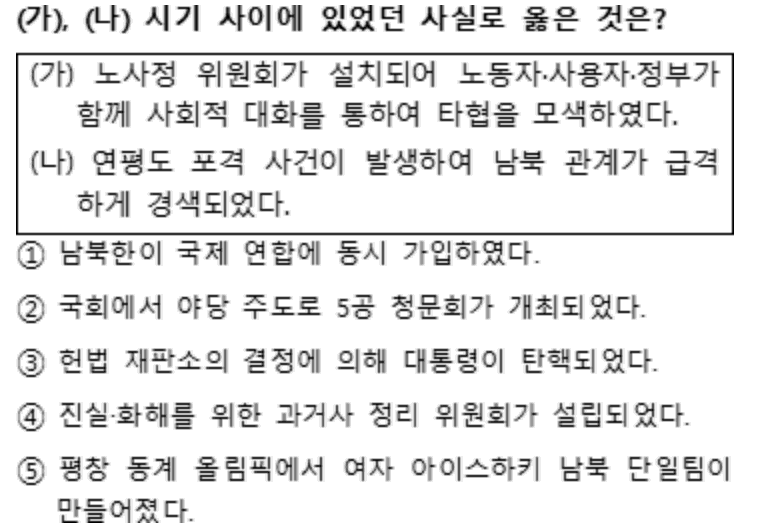 (가), (나) 시기 사이에 있었던 사실로 옳은 것은?
(가) 노사정 위원회가 설치되어 노동자·사용자·정부가
함께 사회적 대화를 통하여 타협을 모색하였다.
(나) 연평도 포격 사건이 발생하여 남북 관계가 급격
하게 경색되었다.
① 남북한이 국제 연합에 동시 가입하였다.
② 국회에서 야당 주도로 5공 청문회가 개최되었다.
③ 헌법 재판소의 결정에 의해 대통령이 탄핵되었다.
④ 진실·화해를 위한 과거사 정리 위원회가 설립되었다.
⑤ 평창 동계 올림픽에서 여자 아이스하키 남북 단일팀이
만들어졌다.